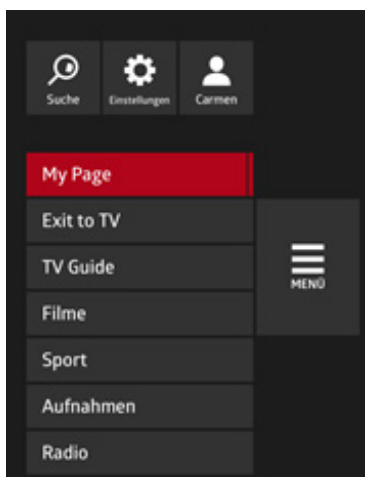 Suche Einstellungen Carmen
My Page
Exit to TV
TV Guide
MENÜ
Filme
Sport
Aufnahmen
Radio